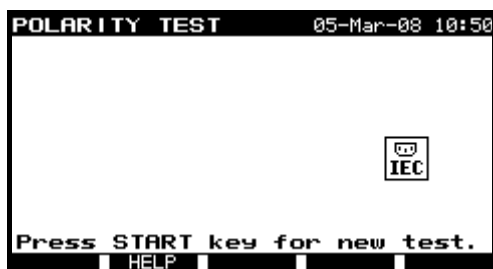 POLARITY TEST 05-Mar-08 10:50
IEC
Press START key for new test.
HELP